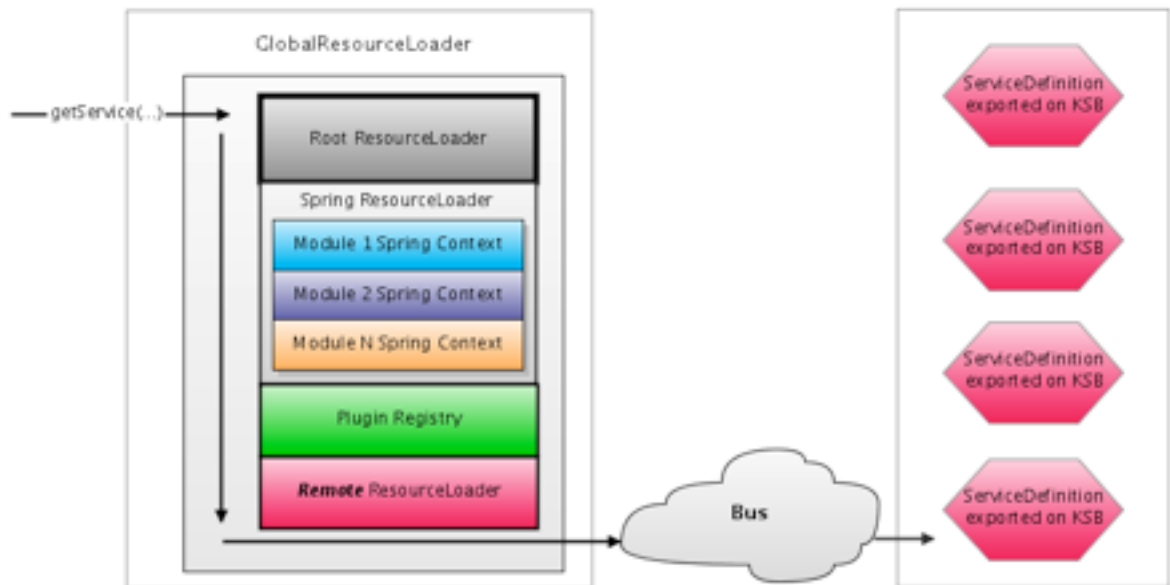 GlobalResourceLoader
getService(...)
Root ResourceLoader
Spring ResourceLoader
Module 1 Spring Context
Module 2 Spring Context
Module N Spring Context
Plugin Registry
Remote ResourceLoader
Bus
ServiceDefinition
exported on KSB
ServiceDefinition
exported on KSB
ServiceDefinition
exported on KSB
ServiceDefinition
exported on KSB